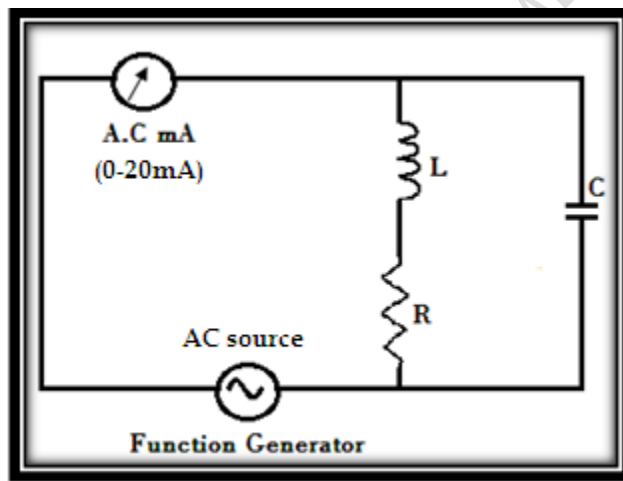 A.C mA
(0-20mA)
L
C
R
AC source
Function Generator